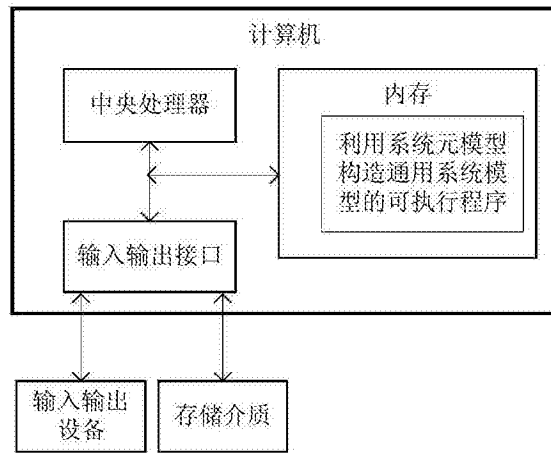 计算机
中央处理器
内存
利用系统元模型
构造通用系统模
型的可执行程序
输入输出接口
输入输出
设备
存储介质